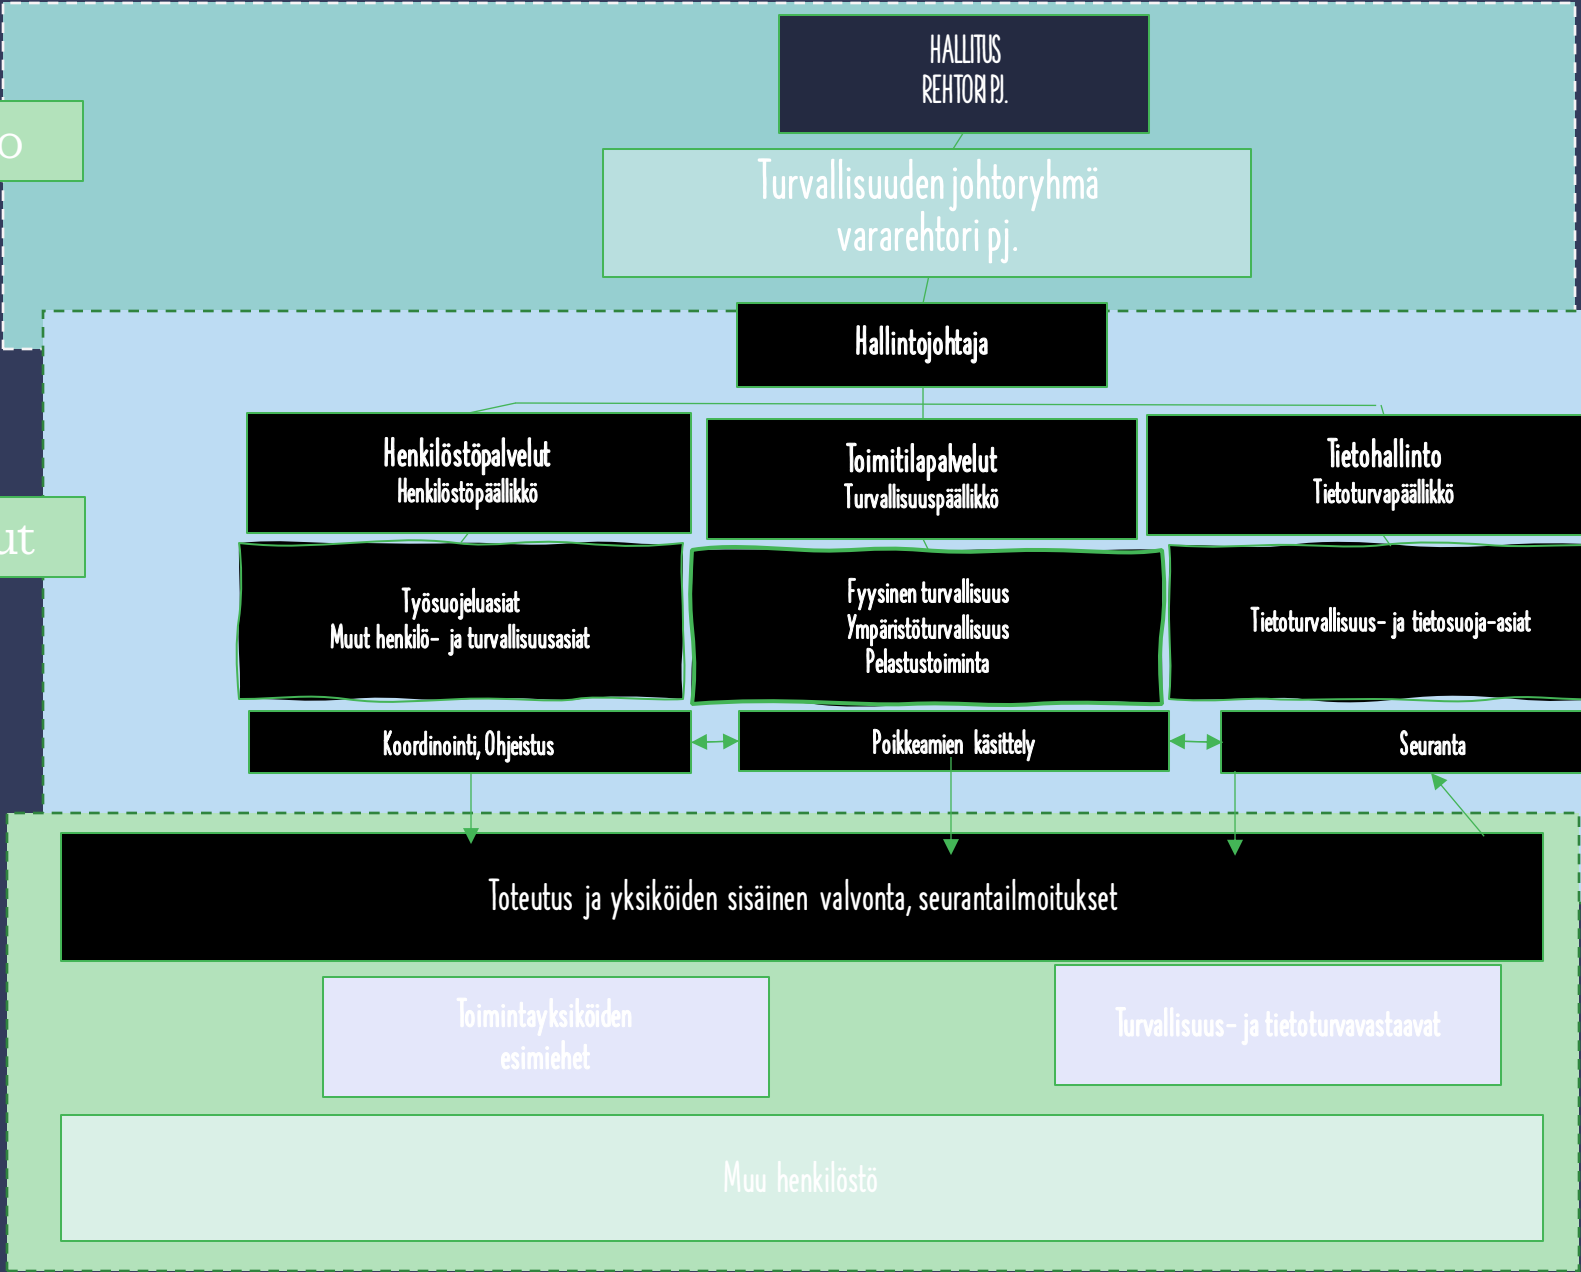 HALLITUS
REHTORI PJ.
o
Turvallisuuden johtoryhmä
vararehtori pj.
Hallintojohtaja
Henkilöstöpalvelut
Henkilöstöpäällikkö
Toimitilapalvelut
Turvallisuuspäällikkö
Tietohallinto
Tietoturvapäällikkö
ut
Työsuojeluasiat
Muut henkilö- ja turvallisuusasiat
Fyysinen turvallisuus
Ympäristöturvallisuus
Pelastustoiminta
Tietoturvallisuus- ja tietosuoja-asiat
Koordinointi, Ohjeistus
Poikkeamien käsittely
Seuranta
Toteutus ja yksiköiden sisäinen valvonta, seurantailmoitukset
Toimintayksiköiden
esimiehet
Turvallisuus- ja tietoturvavastaavat
Muu henkilöstö